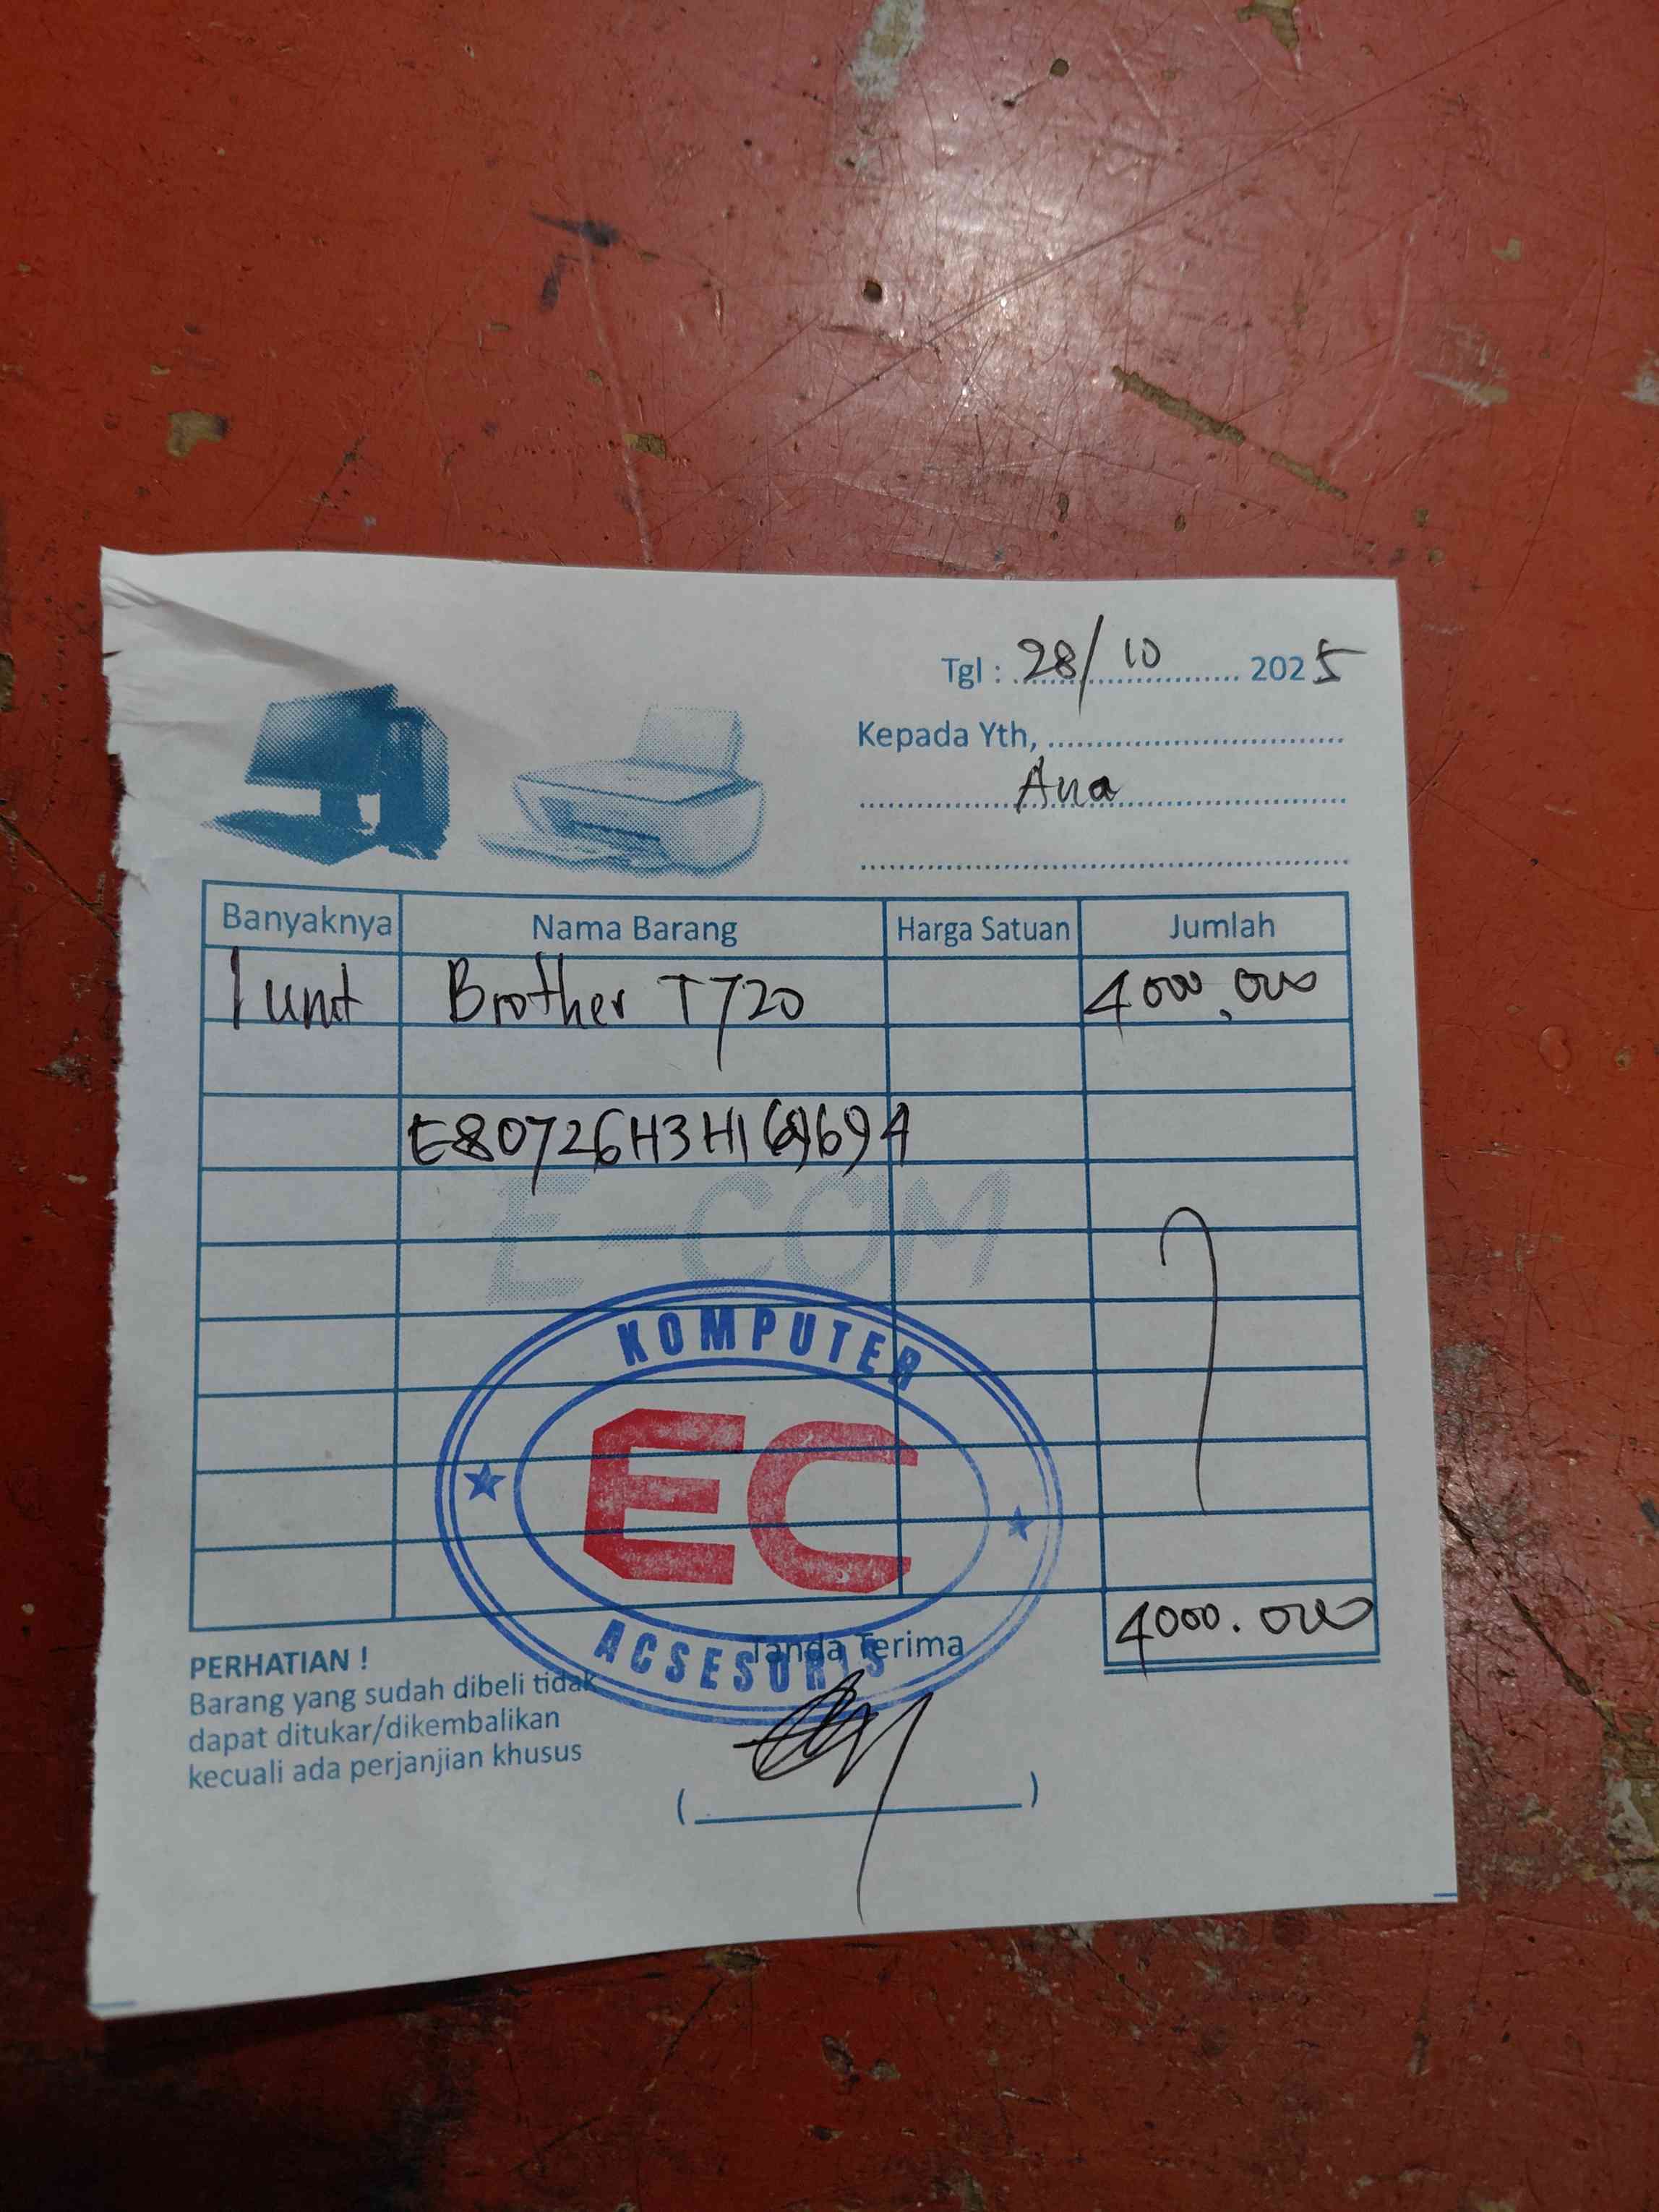 Tgl : 28/10 2025
Kepada Yth,
Ana
Banyaknya Nama Barang Harga Satuan Jumlah
1 unit Brother T720 4000.000
E-COM
KOMPUTER
EC
ACSESORIS
4000.000
PERHATIAN !
Barang yang sudah dibeli tidak
dapat ditukar/dikembalikan
kecuali ada perjanjian khusus
Tanda Terima
( )